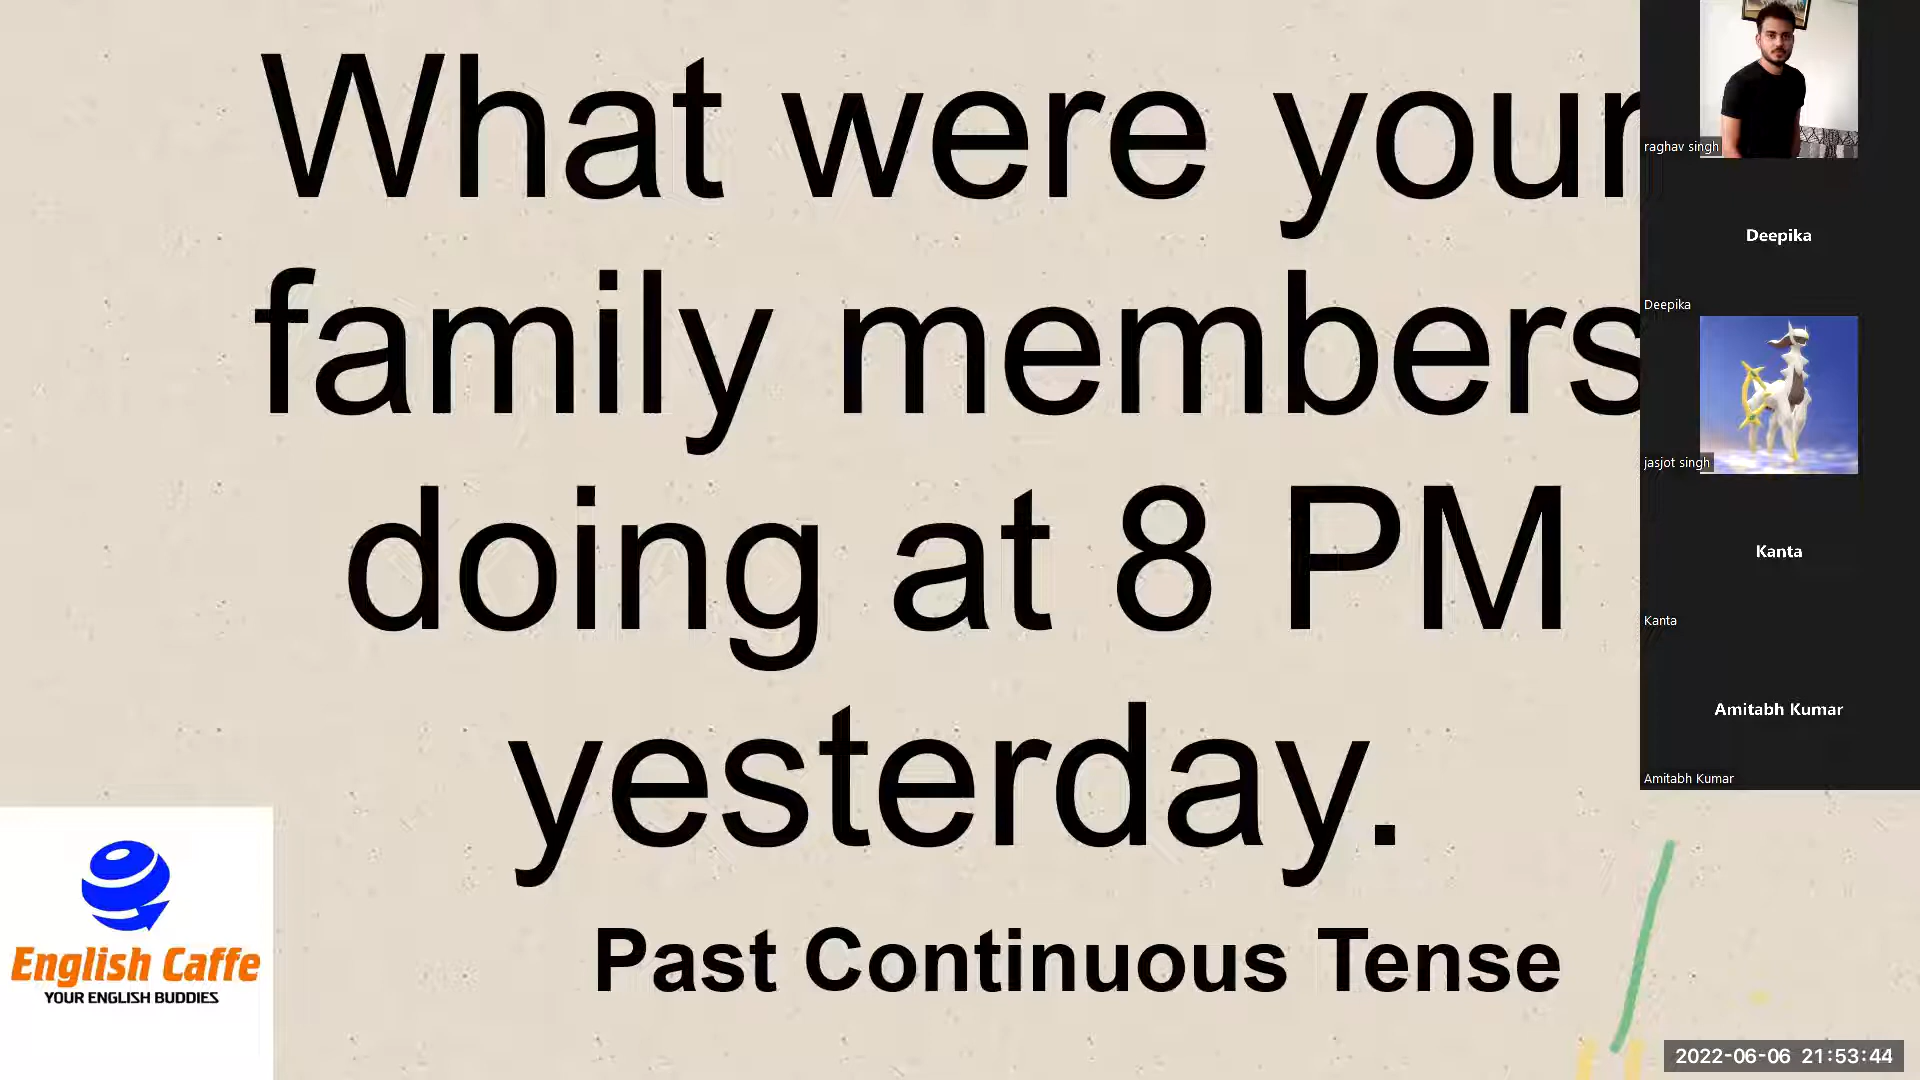 What were your
family members
doing at 8 PM
yesterday.
Past Continuous Tense
English Caffe
YOUR ENGLISH BUDDIES
raghav singh
Deepika
Deepika
jasjot singh
Kanta
Kanta
Amitabh Kumar
Amitabh Kumar
2022-06-06 21:53:44